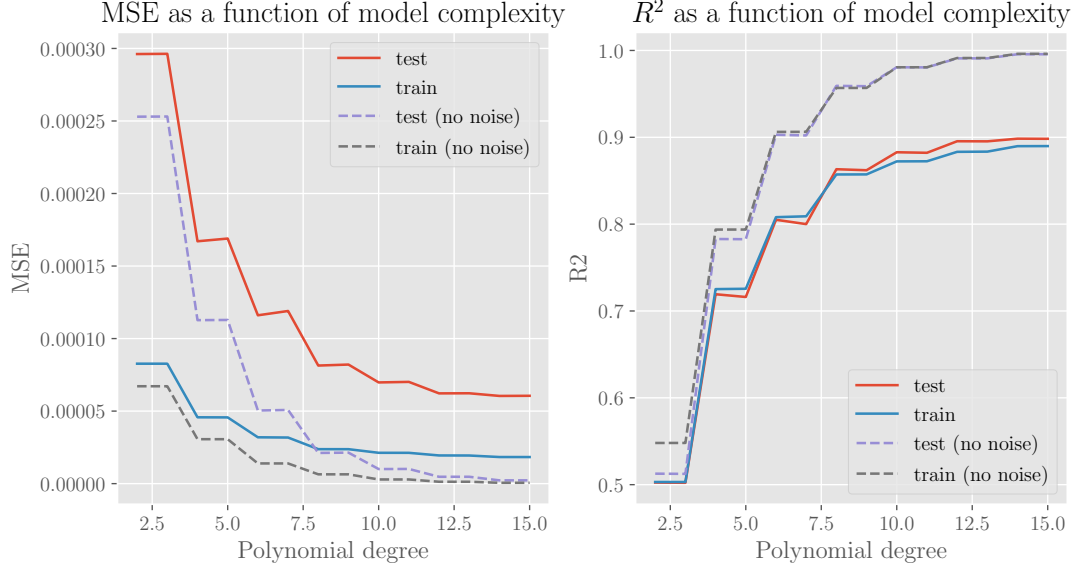 MSE as a function of model complexity
0.00030
0.00025
0.00020
0.00015
0.00010
0.00005
0.00000
MSE
test
train
test (no noise)
train (no noise)
2.5 5.0 7.5 10.0 12.5 15.0
Polynomial degree
R² as a function of model complexity
1.0
0.9
0.8
0.7
0.6
0.5
R2
test
train
test (no noise)
train (no noise)
2.5 5.0 7.5 10.0 12.5 15.0
Polynomial degree